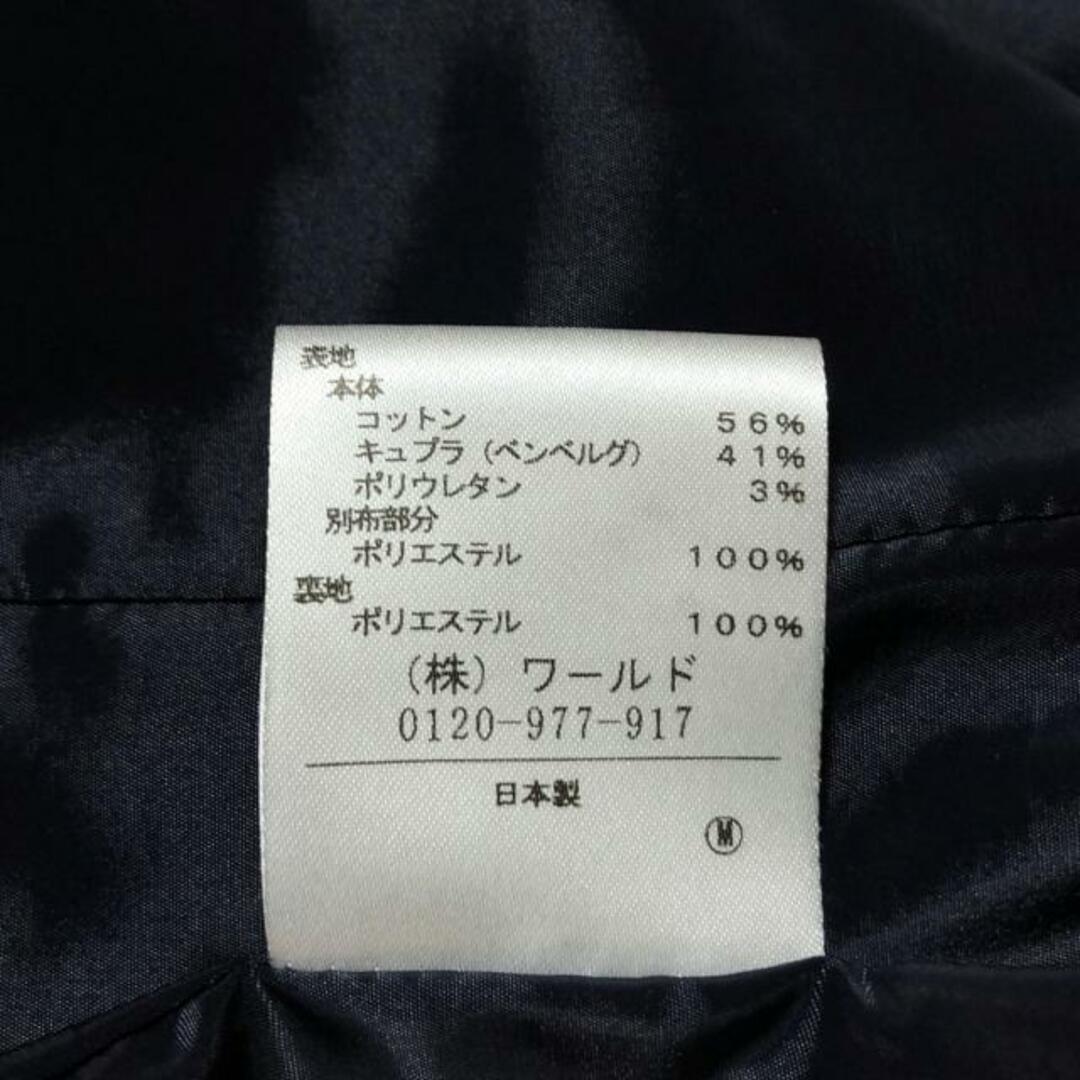 表地
本体
コットン ５６％
キュプラ（ベンベルグ） ４１％
ポリウレタン ３％
別布部分
ポリエステル １００％
裏地
ポリエステル １００％
（株）ワールド
0120-977-917
日本製
Ⓜ